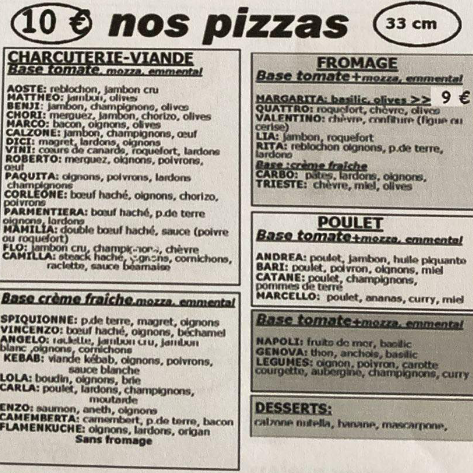 10 € nos pizzas 33 cm
CHARCUTERIE-VIANDE
Base tomate, mozza, emmental
AOSTE: reblochon, jambon cru
MATTHEO: jambon, olives
BENJI: jambon, champignons, olives
CHORI: merguez, jambon, chorizo, olives
MARCO: bacon, oignons, olives
CALZONE: jambon, champignons, œuf
DICI: magret, lardons, oignons
VINI: cœurs de canards, roquefort, lardons
ROBERTO: merguez, oignons, poivrons,
œuf
PAQUITA: oignons, poivrons, lardons
champignons
CORLEONE: bœuf haché, oignons, chorizo,
poivrons
PARMENTIERA: bœuf haché, p.de terre
oignons, lardons
MAMILIA: double bœuf haché, sauce (poivre
ou roquefort)
FLO: jambon cru, champignons, chèvre
CAMILLA: steack haché, oignons, cornichons,
raclette, sauce béarnaise
Base crème fraiche, mozza, emmental
SPIQUIONNE: p.de terre, magret, oignons
VINCENZO: bœuf haché, oignons, béchamel
ANGELO: raclette, jambon cru, jambon
blanc, oignons, cornichons
KEBAB: viande kébab, oignons, poivrons,
sauce blanche
LOLA: boudin, oignons, brie
CARLA: poulet, lardons, champignons,
moutarde
ENZO: saumon, aneth, oignons
CAMEMBERTA: camembert, p.de terre, bacon
FLAMENKUCHE: oignons, lardons, origan
Sans fromage
FROMAGE
Base tomate+mozza, emmental
MARGARITA: basilic, olives >> 9 €
QUATTRO: roquefort, chèvre, olives
VALENTINO: chèvre, confiture (figue ou
cerise)
LIA: jambon, roquefort
RITA: reblochon oignons, p.de terre,
lardons
Base :crème fraiche
CARBO: pâtes, lardons, oignons,
TRIESTE: chèvre, miel, olives
POULET
Base tomate+mozza, emmental
ANDREA: poulet, jambon, huile piquante
BARI: poulet, poivron, oignons, miel
CATANE: poulet, champignons,
pommes de terre
MARCELLO: poulet, ananas, curry, miel
Base tomate+mozza, emmental
NAPOLI: fruits de mer, basilic
GENOVA: thon, anchois, basilic
LEGUMES: oignon, poivron, carotte
courgette, aubergine, champignons, curry
DESSERTS:
calzone nutella, banane, mascarpone,